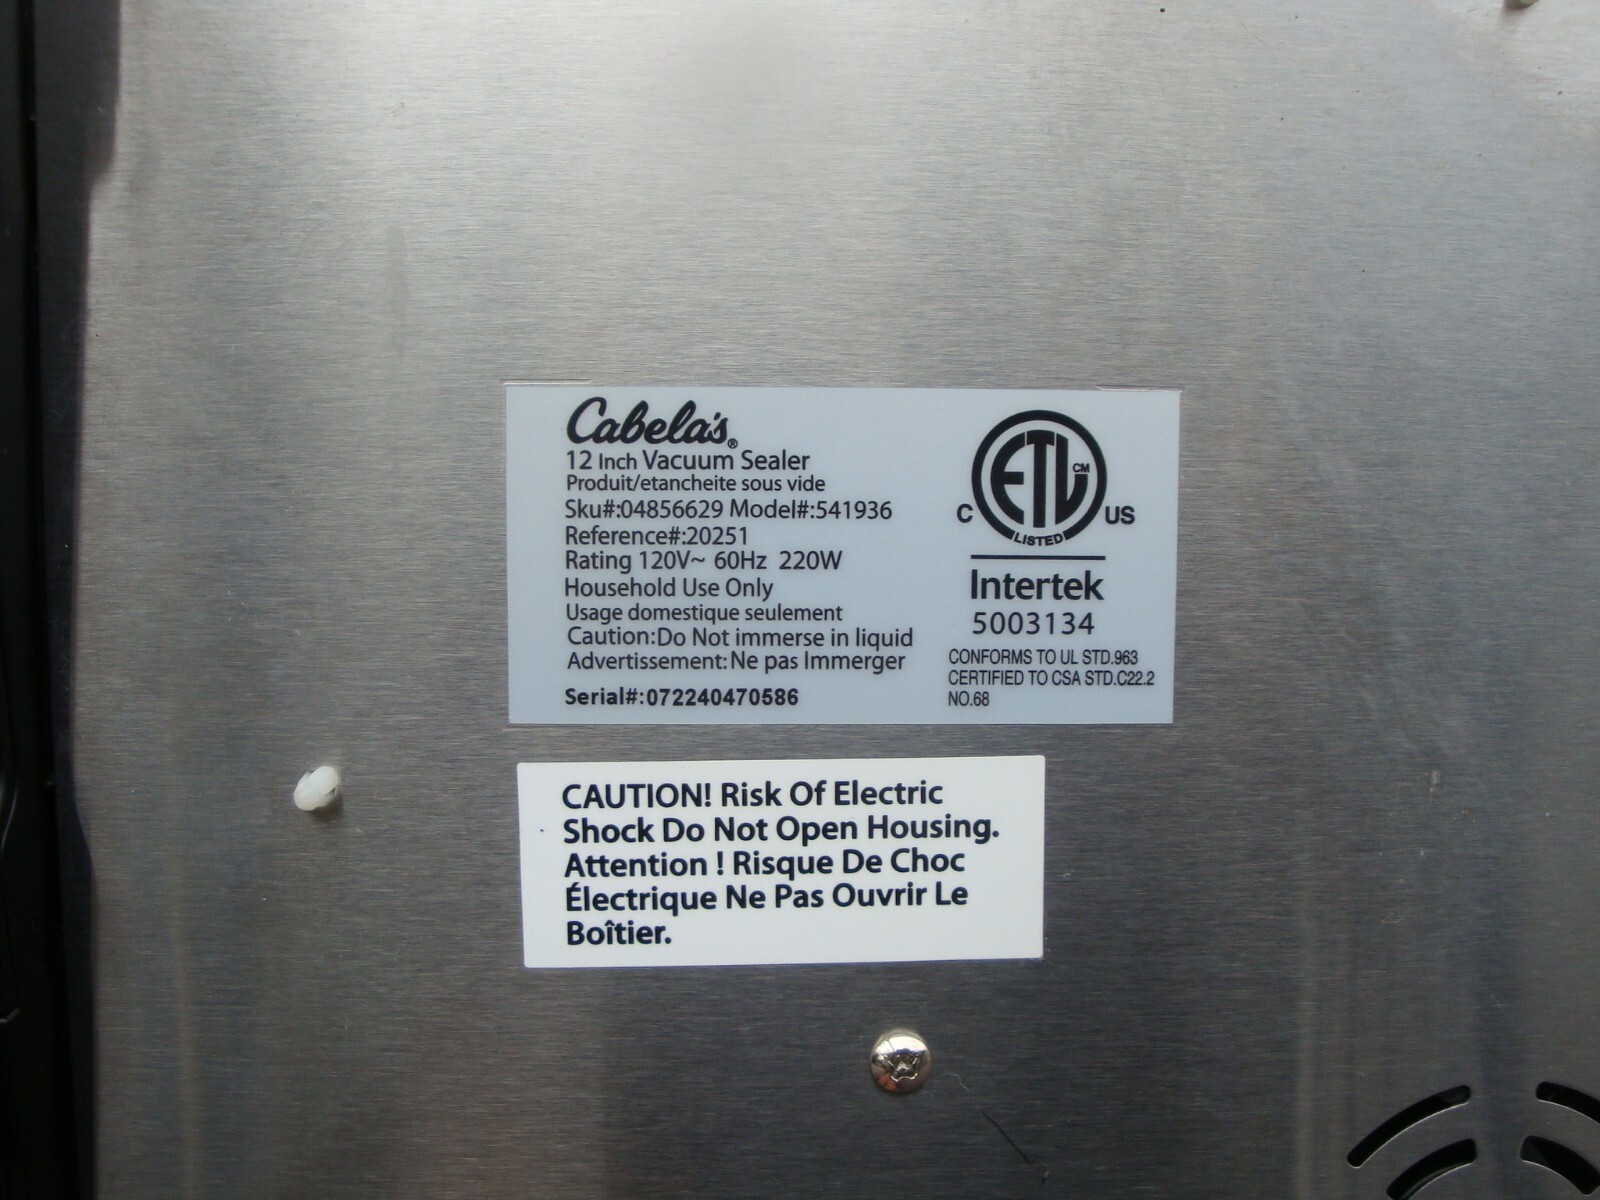 Cabela's®
12 Inch Vacuum Sealer
Produit/etancheite sous vide
Sku#:04856629 Model#:541936
Reference#:20251
Rating 120V~ 60Hz 220W
Household Use Only
Usage domestique seulement
Caution:Do Not immerse in liquid
Advertissement: Ne pas Immerger
Serial#:072240470586
ETL CM
C US
LISTED
Intertek
5003134
CONFORMS TO UL STD.963
CERTIFIED TO CSA STD.C22.2
NO.68
CAUTION! Risk Of Electric
Shock Do Not Open Housing.
Attention ! Risque De Choc
Électrique Ne Pas Ouvrir Le
Boîtier.